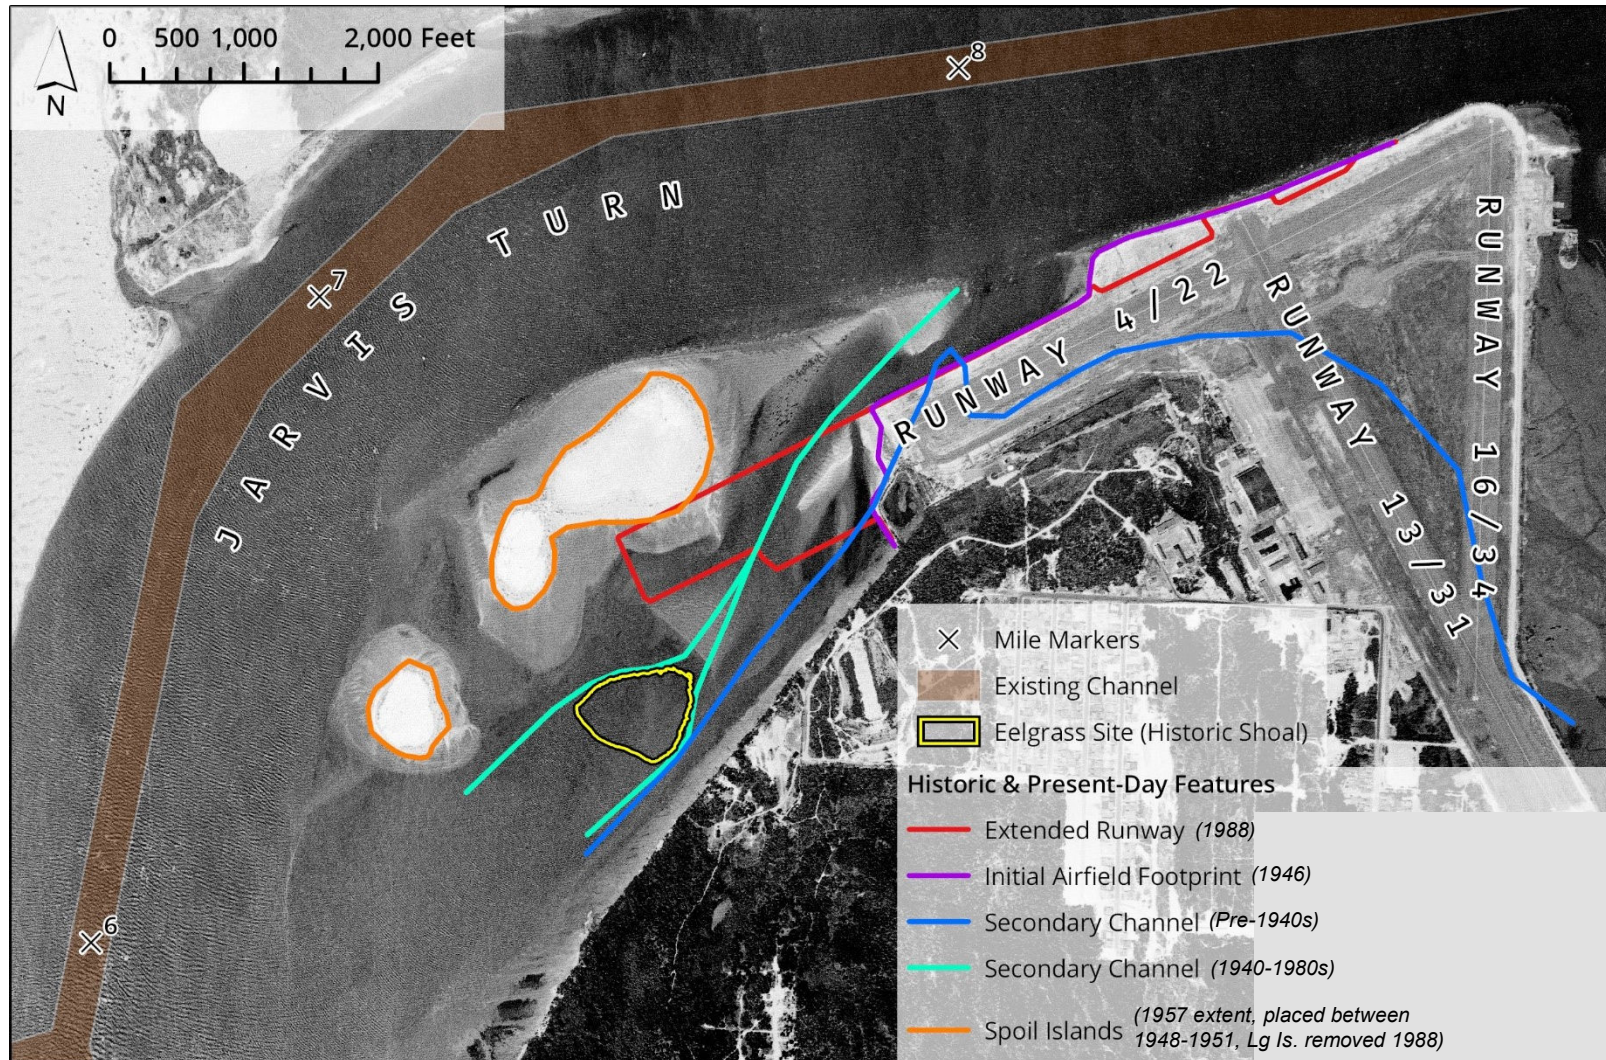 0 500 1,000 2,000 Feet
N
8
7
6
JARVIS TURN
RUNWAY 4/22
RUNWAY 13/31
RUNWAY 16/34
Mile Markers
Existing Channel
Eelgrass Site (Historic Shoal)
Historic & Present-Day Features
Extended Runway (1988)
Initial Airfield Footprint (1946)
Secondary Channel (Pre-1940s)
Secondary Channel (1940-1980s)
Spoil Islands (1957 extent, placed between
1948-1951, Lg Is. removed 1988)